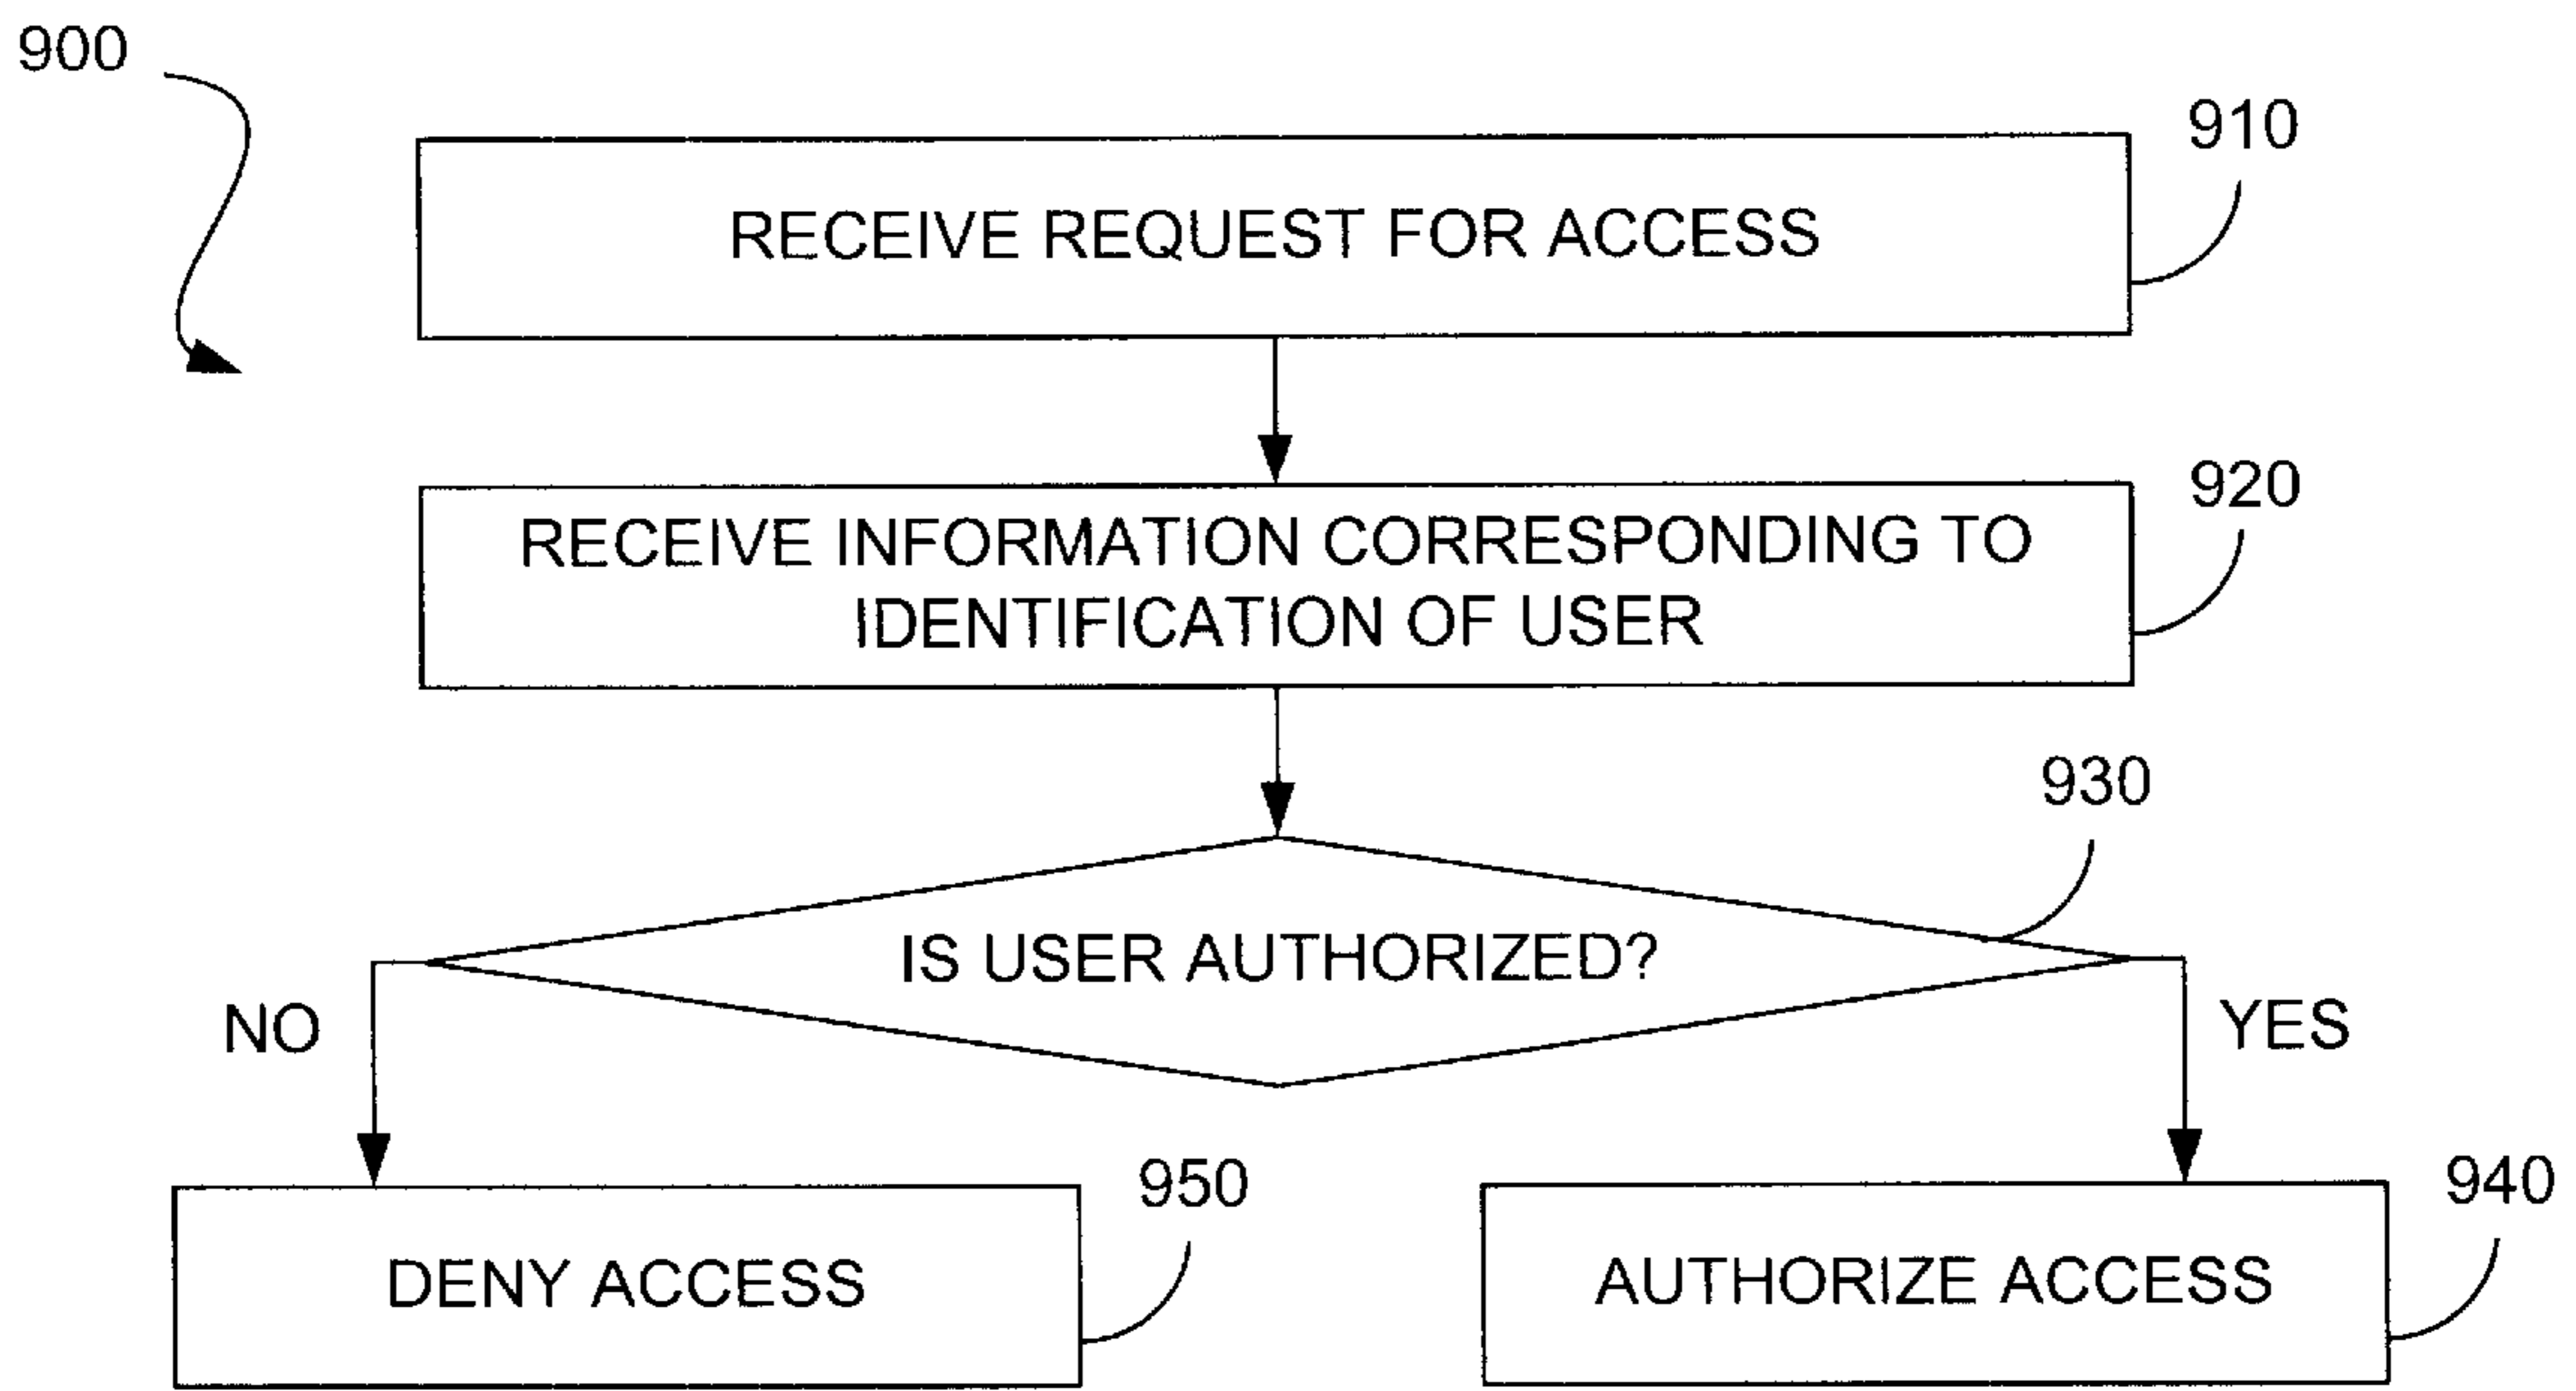 900
910
RECEIVE REQUEST FOR ACCESS
920
RECEIVE INFORMATION CORRESPONDING TO
IDENTIFICATION OF USER
930
IS USER AUTHORIZED?
NO
YES
950
DENY ACCESS
940
AUTHORIZE ACCESS